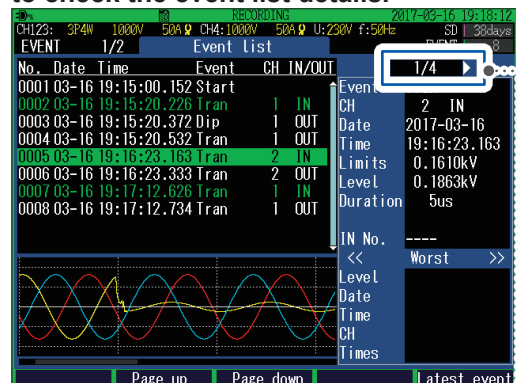 to check the event list details.
RECORDING 2017-03-16 19:18:12
CH123: 3P4W 1000V 50A CH4:1000V 50A U:230V f:50Hz SD 38days
EVENT 1/2 Event list EVENT 8
1/4
No. Date Time Event CH IN/OUT
0001 03-16 19:15:00.152 Start
0002 03-16 19:15:20.226 Tran 1 IN
0003 03-16 19:15:20.372 Dip 1 OUT
0004 03-16 19:15:20.532 Tran 1 OUT
0005 03-16 19:16:23.163 Tran 2 IN
0006 03-16 19:16:23.333 Tran 2 OUT
0007 03-16 19:17:12.626 Tran 1 IN
0008 03-16 19:17:12.734 Tran 1 OUT
Event
CH 2 IN
Date 2017-03-16
Time 19:16:23.163
Limits 0.1610kV
Level 0.1863kV
Duration 5us
IN No. ----
<< Worst >>
Level
Date
Time
CH
Times
Page up Page down Latest event